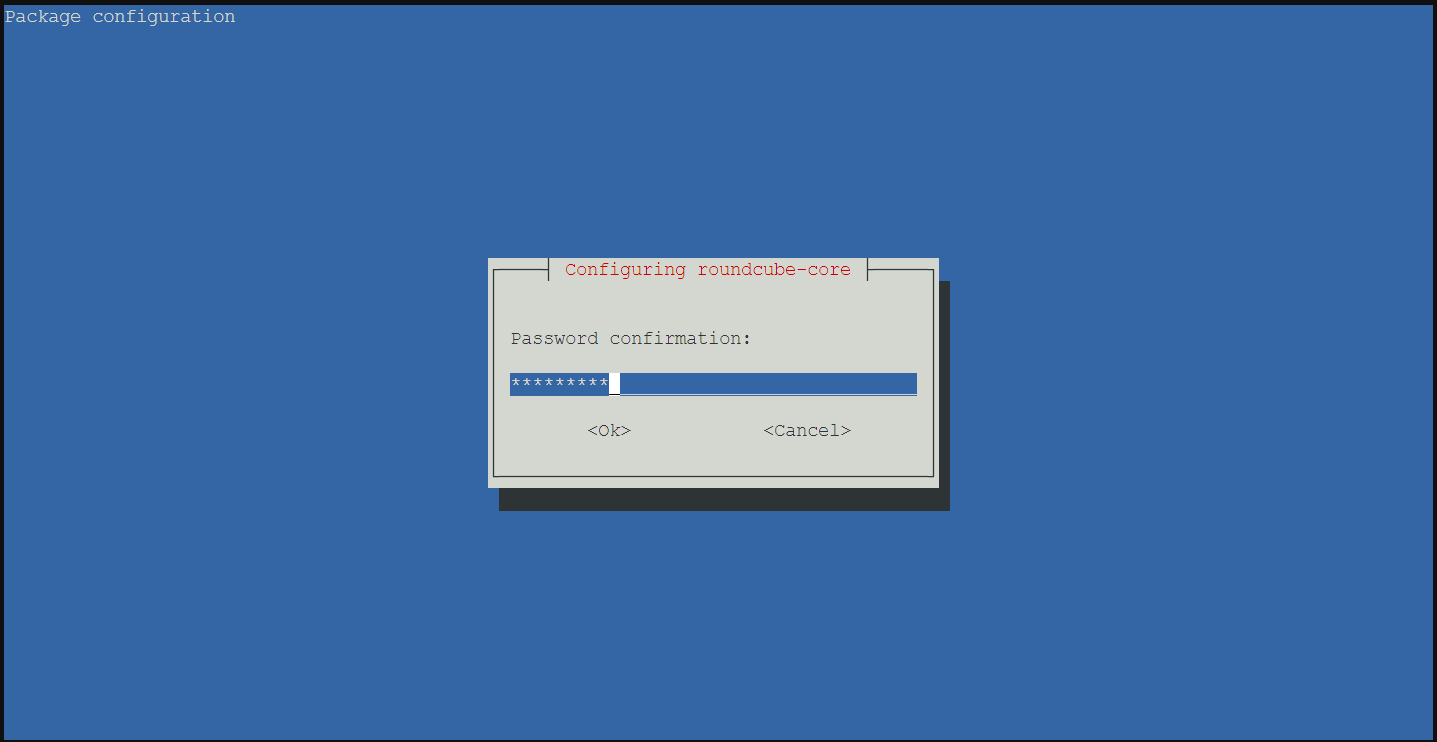 Package configuration
Configuring roundcube-core
Password confirmation:
*********
<Ok> <Cancel>